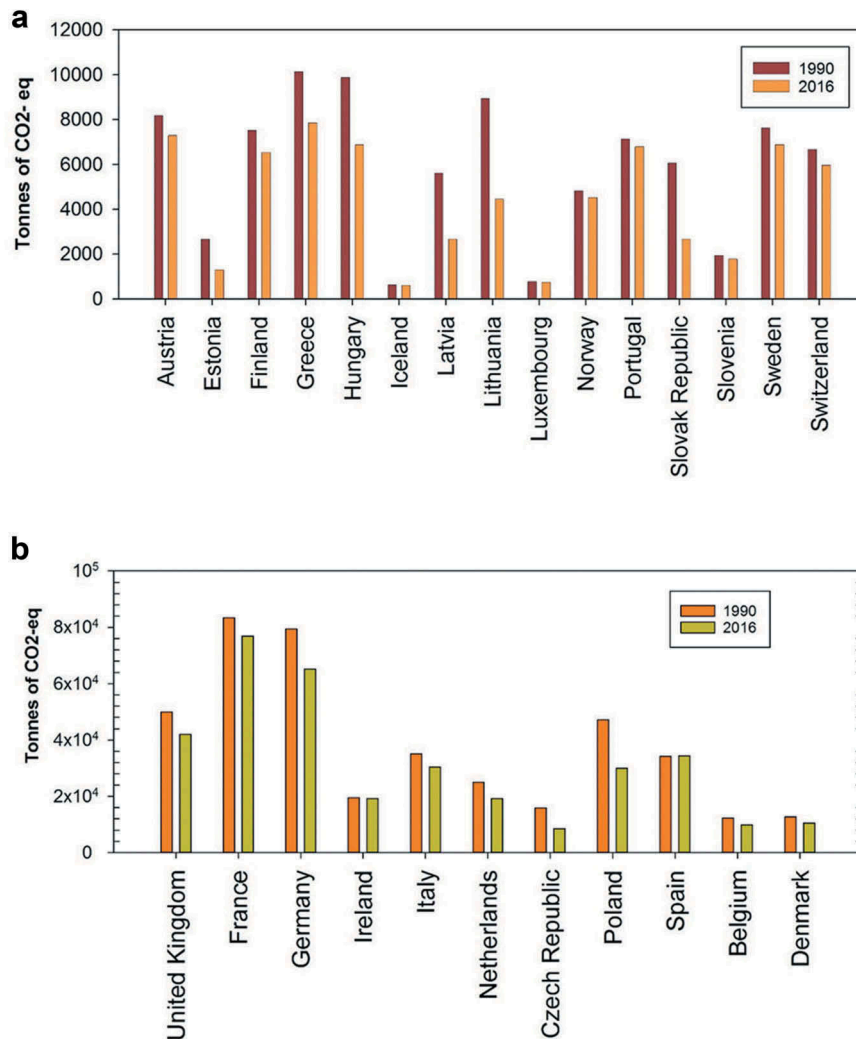 a
12000
10000
8000
6000
4000
2000
0
Tonnes of CO2- eq
1990
2016
Austria
Estonia
Finland
Greece
Hungary
Iceland
Latvia
Lithuania
Luxembourg
Norway
Portugal
Slovak Republic
Slovenia
Sweden
Switzerland
b
10⁵
8x10⁴
6x10⁴
4x10⁴
2x10⁴
0
Tonnes of CO2-eq
1990
2016
United Kingdom
France
Germany
Ireland
Italy
Netherlands
Czech Republic
Poland
Spain
Belgium
Denmark